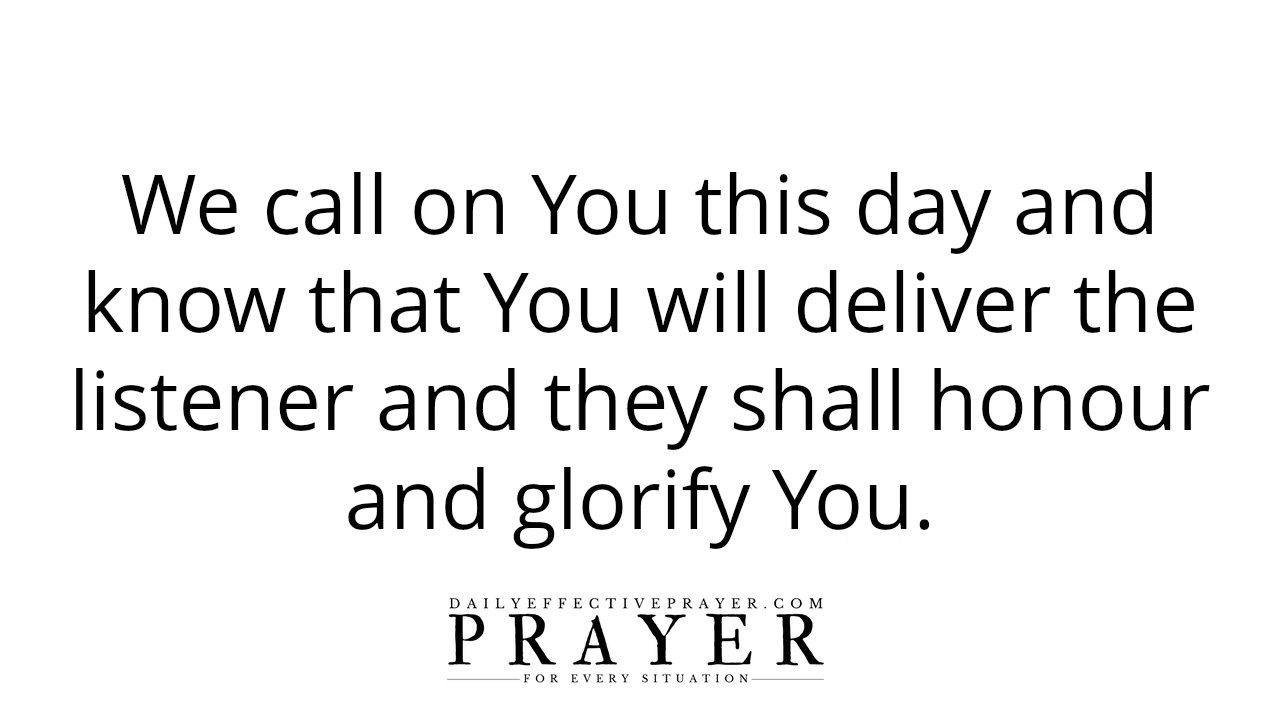 We call on You this day and
know that You will deliver the
listener and they shall honour
and glorify You.
DAILYEFFECTIVEPRAYER.COM
PRAYER
FOR EVERY SITUATION